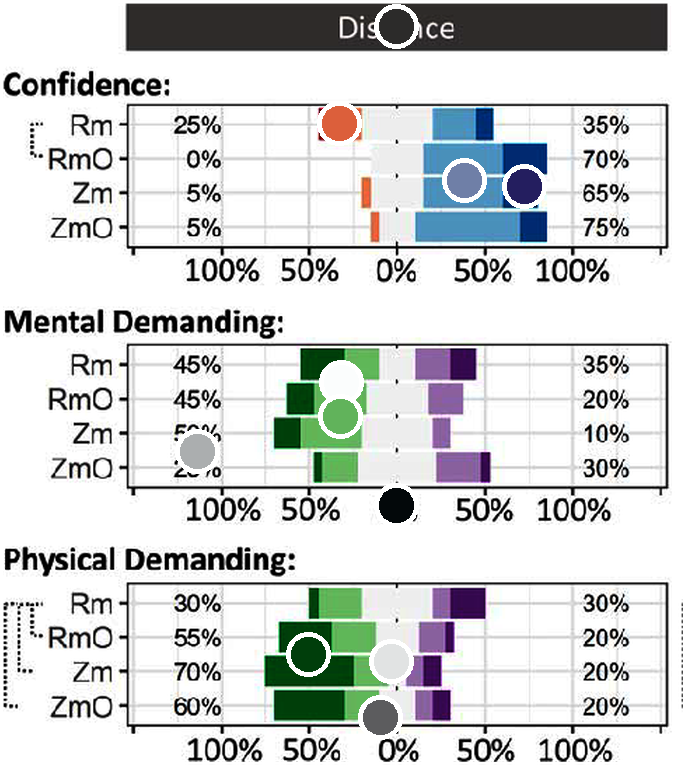 Confidence:
Rm 25% 35%
RmO 0% 70%
Zm 5% 65%
ZmO 5% 75%
100% 50% 0% 50% 100%
Mental Demanding:
Rm 45% 35%
RmO 45% 20%
Zm 10%
ZmO 30%
100% 50% 50% 100%
Physical Demanding:
Rm 30% 30%
RmO 55% 20%
Zm 70% 20%
ZmO 60% 20%
100% 50% 0% 50% 100%